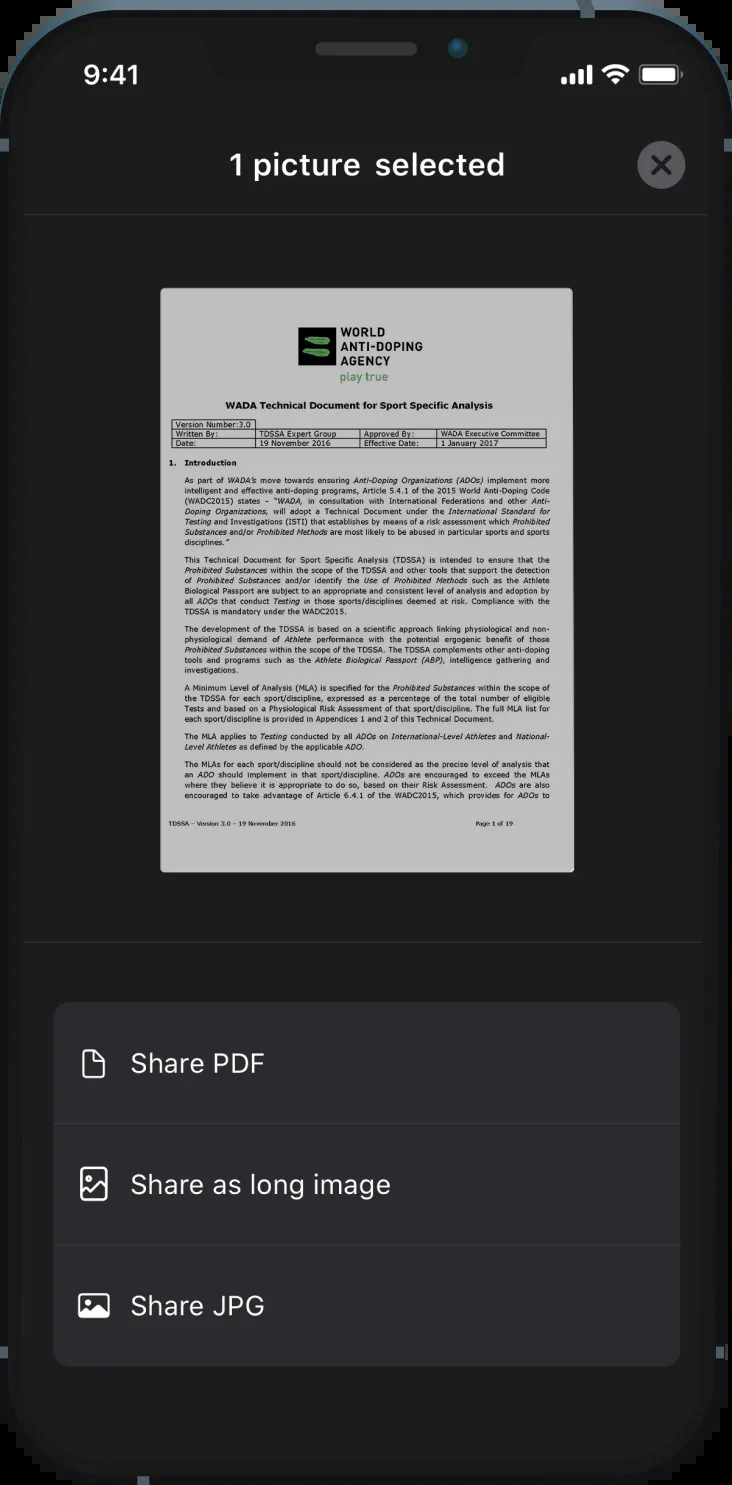 9:41
1 picture selected
WORLD
ANTI-DOPING
AGENCY
play true
WADA Technical Document for Sport Specific Analysis
Version Number:3.0
Written By: TDSSA Expert Group Approved By: WADA Executive Committee
Date: 19 November 2016 Effective Date: 1 January 2017
1. Introduction
As part of WADA's move towards ensuring Anti-Doping Organizations (ADOs) implement more
intelligent and effective anti-doping programs, Article 5.4.1 of the 2015 World Anti-Doping Code
(WADC2015) states – "WADA, in consultation with International Federations and other Anti-
Doping Organizations, will adopt a Technical Document under the International Standard for
Testing and Investigations (ISTI) that establishes by means of a risk assessment which Prohibited
Substances and/or Prohibited Methods are most likely to be abused in particular sports and sports
disciplines."
This Technical Document for Sport Specific Analysis (TDSSA) is intended to ensure that the
Prohibited Substances within the scope of the TDSSA and other tools that support the detection
of Prohibited Substances and/or identify the Use of Prohibited Methods such as the Athlete
Biological Passport are subject to an appropriate and consistent level of analysis and adoption by
all ADOs that conduct Testing in those sports/disciplines deemed at risk. Compliance with the
TDSSA is mandatory under the WADC2015.
The development of the TDSSA is based on a scientific approach linking physiological and non-
physiological demand of Athlete performance with the potential ergogenic benefit of those
Prohibited Substances within the scope of the TDSSA. The TDSSA complements other anti-doping
tools and programs such as the Athlete Biological Passport (ABP), intelligence gathering and
investigations.
A Minimum Level of Analysis (MLA) is specified for the Prohibited Substances within the scope of
the TDSSA for each sport/discipline, expressed as a percentage of the total number of eligible
Tests and based on a Physiological Risk Assessment of that sport/discipline. The full MLA list for
each sport/discipline is provided in Appendices 1 and 2 of this Technical Document.
The MLA applies to Testing conducted by all ADOs on International-Level Athletes and National-
Level Athletes as defined by the applicable ADO.
The MLAs for each sport/discipline should not be considered as the precise level of analysis that
an ADO should implement in that sport/discipline. ADOs are encouraged to exceed the MLAs
where they believe it is appropriate to do so, based on their Risk Assessment. ADOs are also
encouraged to take advantage of Article 6.4.1 of the WADC2015, which provides for ADOs to
TDSSA – Version 3.0 – 19 November 2016 Page 1 of 19
Share PDF
Share as long image
Share JPG